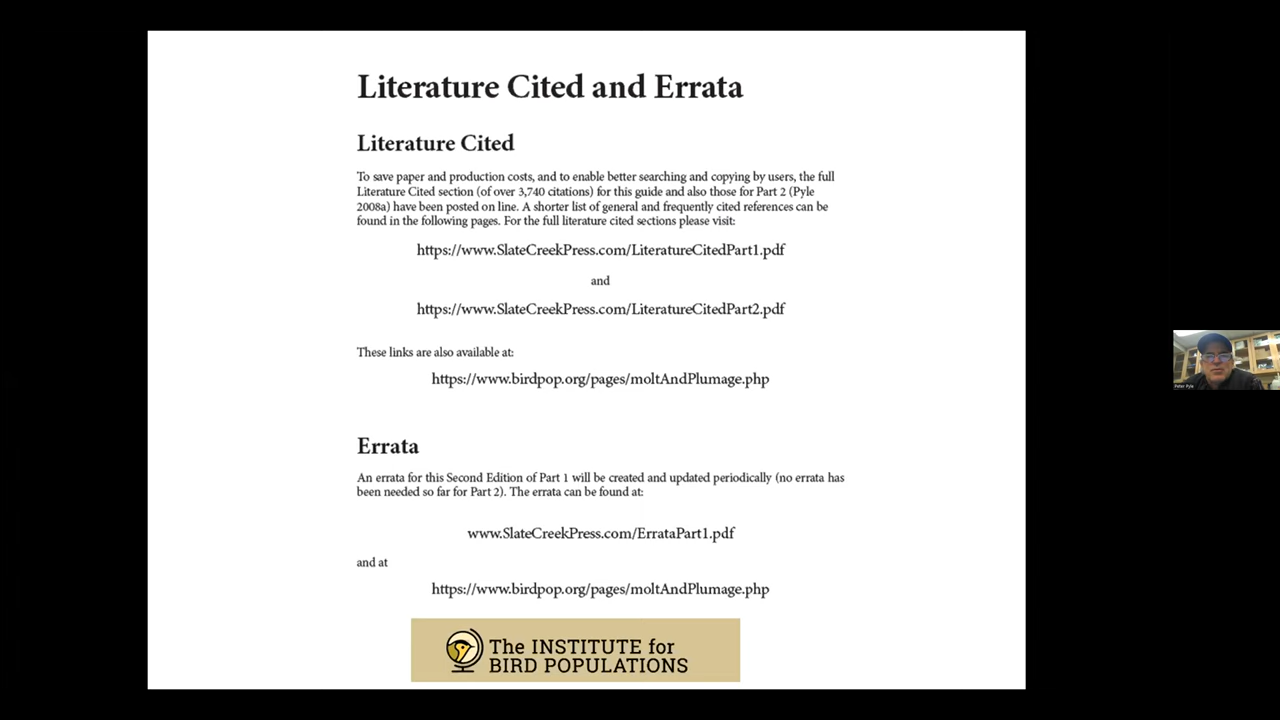 Literature Cited and Errata
Literature Cited
To save paper and production costs, and to enable better searching and copying by users, the full
Literature Cited section (of over 3,740 citations) for this guide and also those for Part 2 (Pyle
2008a) have been posted on line. A shorter list of general and frequently cited references can be
found in the following pages. For the full literature cited sections please visit:
https://www.SlateCreekPress.com/LiteratureCitedPart1.pdf
and
https://www.SlateCreekPress.com/LiteratureCitedPart2.pdf
These links are also available at:
https://www.birdpop.org/pages/moltAndPlumage.php
Errata
An errata for this Second Edition of Part 1 will be created and updated periodically (no errata has
been needed so far for Part 2). The errata can be found at:
www.SlateCreekPress.com/ErrataPart1.pdf
and at
https://www.birdpop.org/pages/moltAndPlumage.php
The INSTITUTE for
BIRD POPULATIONS
Peter Pyle